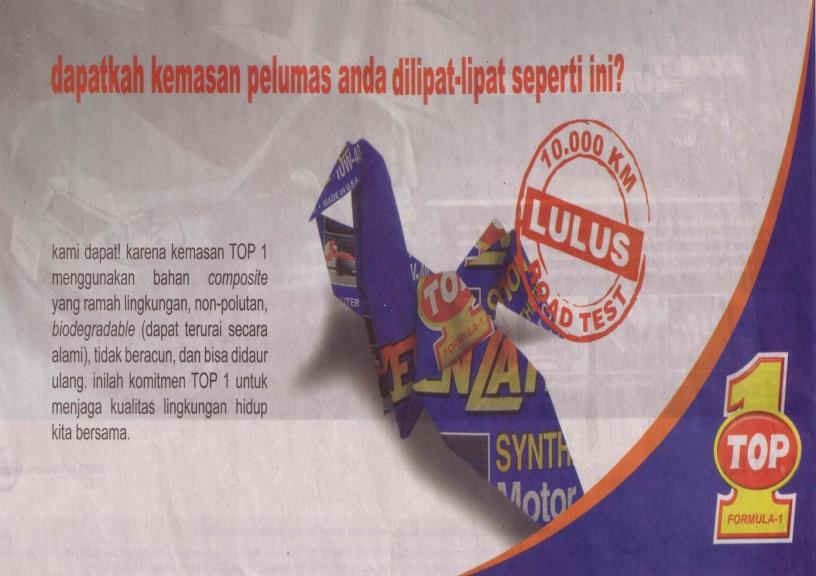 dapatkah kemasan pelumas anda dilipat-lipat seperti ini?
10.000 KM
LULUS
ROAD TEST
10W-40
MADE IN U.S.A.
kami dapat! karena kemasan TOP 1
menggunakan bahan composite
yang ramah lingkungan, non-polutan,
biodegradable (dapat terurai secara
alami), tidak beracun, dan bisa didaur
ulang. inilah komitmen TOP 1 untuk
menjaga kualitas lingkungan hidup
kita bersama.
TO
1
FORMULA-1
SYNTH
Motor
1
TOP
FORMULA-1